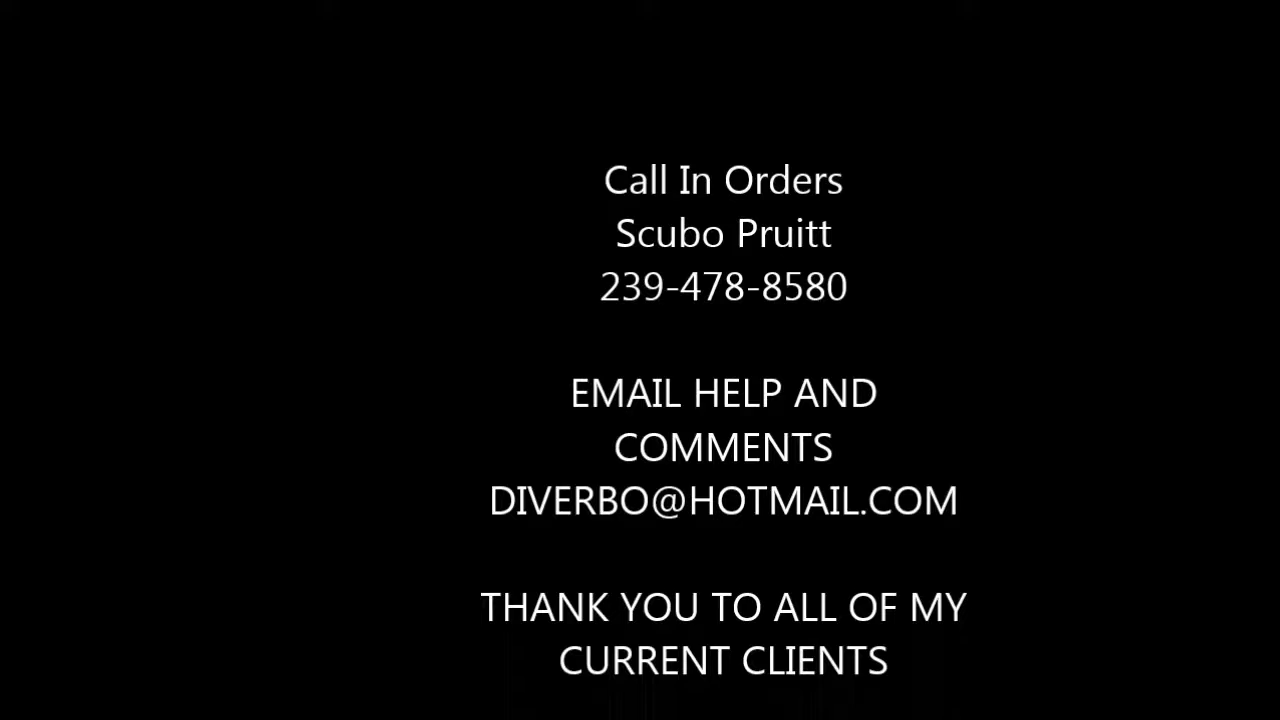 Call In Orders
Scubo Pruitt
239-478-8580
EMAIL HELP AND
COMMENTS
DIVERBO@HOTMAIL.COM
THANK YOU TO ALL OF MY
CURRENT CLIENTS